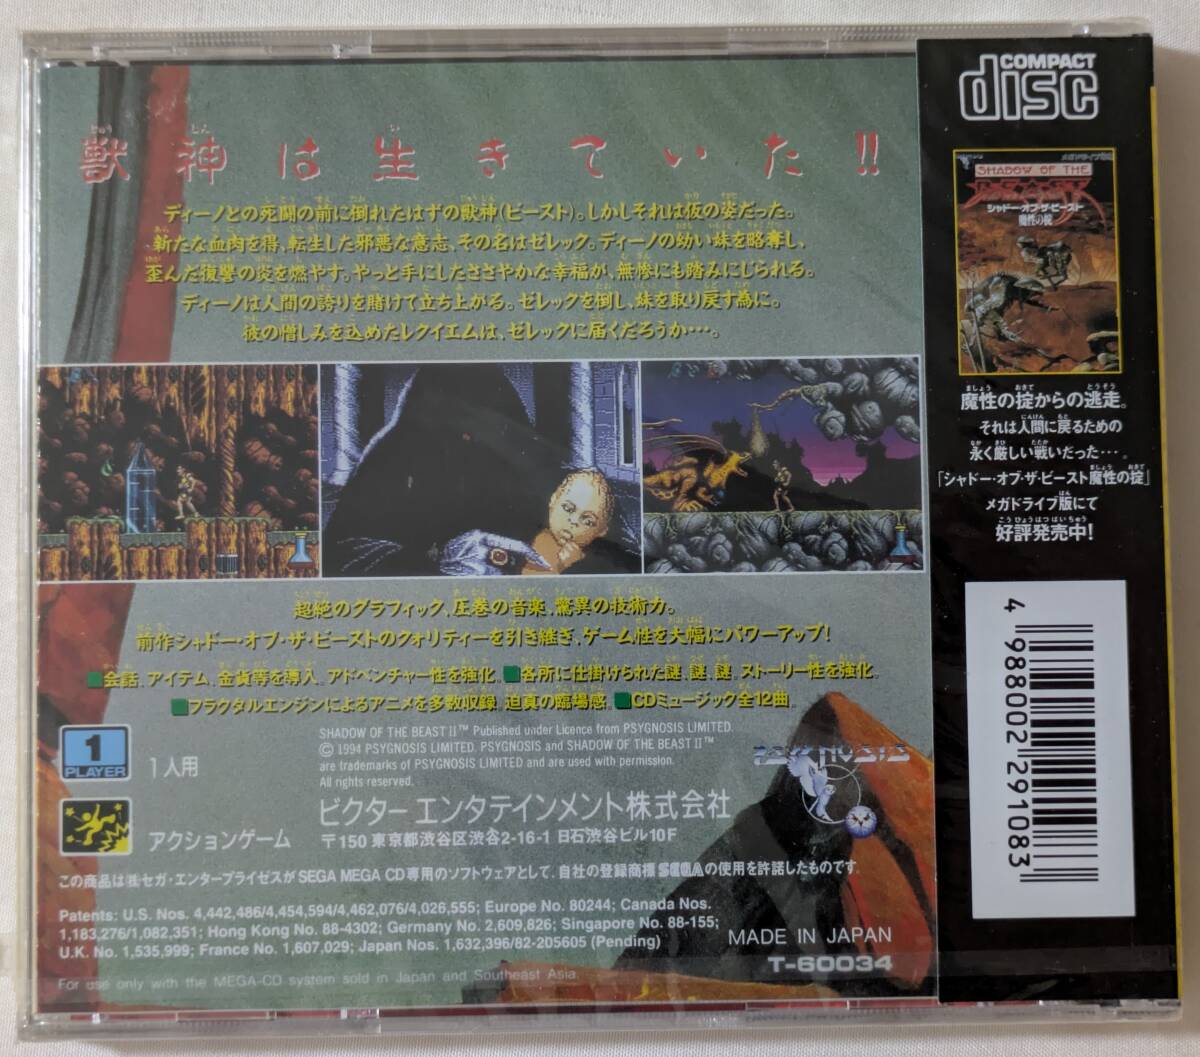 獣神は生きていた!!
ディーノとの死闘の前に倒れたはずの獣神(ビースト)。しかしそれは仮の姿だった。
新たな血肉を得、転生した邪悪な意志、その名はゼレック。ディーノの幼い妹を略奪し、
歪んだ復讐の炎を燃やす。やっと手にしたささやかな幸福が、無惨にも踏みにじられる。
ディーノは人間の誇りを賭けて立ち上がる。ゼレックを倒し、妹を取り戻す為に。
彼の憎しみを込めたレクイエムは、ゼレックに届くだろうか…。
超絶のグラフィック、圧巻の音楽、驚異の技術力。
前作シャドー・オブ・ザ・ビーストのクオリティーを引き継ぎ、ゲーム性を大幅にパワーアップ!
■会話、アイテム、金貨等を導入、アドベンチャー性を強化。■各所に仕掛けられた謎、謎、謎、ストーリー性を強化。
■フラクタルエンジンによるアニメを多数収録、迫真の臨場感。■CDミュージック全12曲。
1
PLAYER
1人用
アクションゲーム
SHADOW OF THE BEAST II™ Published under Licence from PSYGNOSIS LIMITED.
© 1994 PSYGNOSIS LIMITED. PSYGNOSIS and SHADOW OF THE BEAST II™
are trademarks of PSYGNOSIS LIMITED and are used with permission.
All rights reserved.
PSYGNOSIS
ビクター エンタテインメント株式会社
〒150 東京都渋谷区渋谷2-16-1 日石渋谷ビル10F
この商品は㈱セガ・エンタープライゼスがSEGA MEGA CD専用のソフトウェアとして、自社の登録商標SEGAの使用を許諾したものです。
Patents: U.S. Nos. 4,442,486/4,454,594/4,462,076/4,026,555; Europe No. 80244; Canada Nos.
1,183,276/1,082,351; Hong Kong No. 88-4302; Germany No. 2,609,826; Singapore No. 88-155;
U.K. No. 1,535,999; France No. 1,607,029; Japan Nos. 1,632,396/82-205605 (Pending)
MADE IN JAPAN
T-60034
For use only with the MEGA-CD system sold in Japan and Southeast Asia.
COMPACT
disc
SHADOW OF THE
BEAST
シャドー・オブ・ザ・ビースト
魔性の掟
魔性の掟からの逃走。
それは人間に戻るための
永く厳しい戦いだった…。
「シャドー・オブ・ザ・ビースト魔性の掟」
メガドライブ版にて
好評発売中!
4 988002 291083